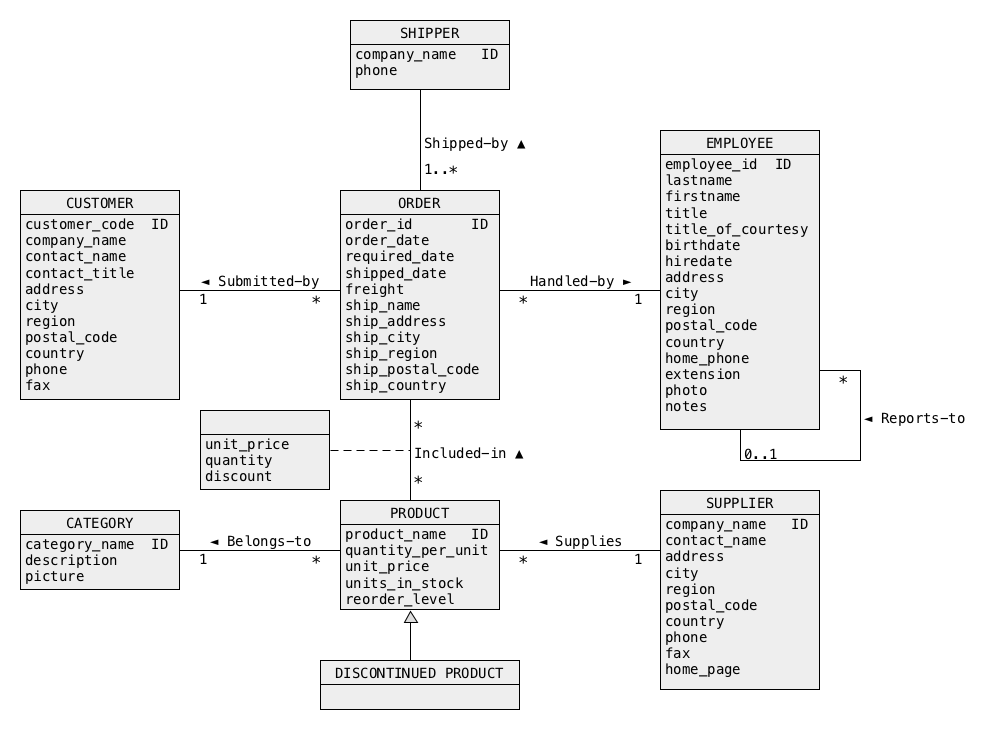 SHIPPER
company_name ID
phone
Shipped-by ▲
1..*
CUSTOMER
customer_code ID
company_name
contact_name
contact_title
address
city
region
postal_code
country
phone
fax
◄ Submitted-by
1 *
ORDER
order_id ID
order_date
required_date
shipped_date
freight
ship_name
ship_address
ship_city
ship_region
ship_postal_code
ship_country
Handled-by ►
* 1
EMPLOYEE
employee_id ID
lastname
firstname
title
title_of_courtesy
birthdate
hiredate
address
city
region
postal_code
country
home_phone
extension
photo
notes
*
◄ Reports-to
0..1
unit_price
quantity
discount
*
Included-in ▲
*
CATEGORY
category_name ID
description
picture
◄ Belongs-to
1 *
PRODUCT
product_name ID
quantity_per_unit
unit_price
units_in_stock
reorder_level
◄ Supplies
* 1
SUPPLIER
company_name ID
contact_name
address
city
region
postal_code
country
phone
fax
home_page
DISCONTINUED PRODUCT